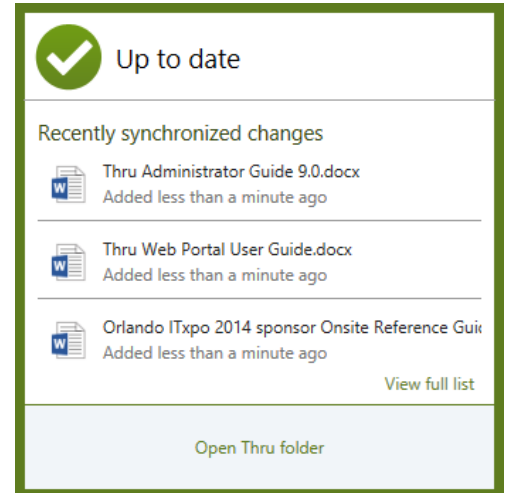 Up to date
Recently synchronized changes
Thru Administrator Guide 9.0.docx
Added less than a minute ago
Thru Web Portal User Guide.docx
Added less than a minute ago
Orlando ITxpo 2014 sponsor Onsite Reference Gui
Added less than a minute ago
View full list
Open Thru folder